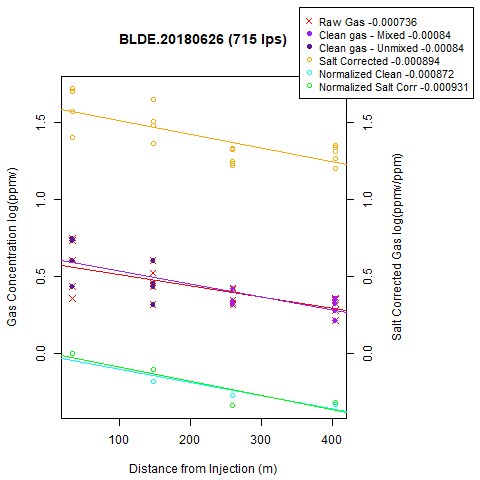 BLDE.20180626 (715 lps)
Raw Gas -0.000736
Clean gas - Mixed -0.00084
Clean gas - Unmixed -0.00084
Salt Corrected -0.000894
Normalized Clean -0.000872
Normalized Salt Corr -0.000931
Gas Concentration log(ppmv)
1.5
1.0
0.5
0.0
1.5
1.0
0.5
0.0
Salt Corrected Gas log(ppmv/ppm)
100 200 300 400
Distance from Injection (m)